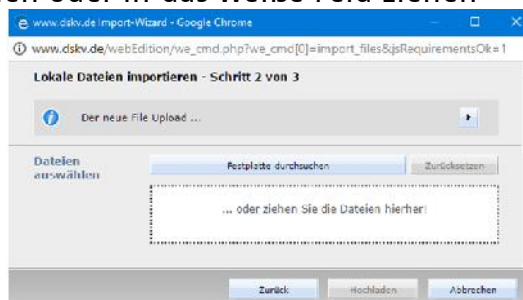 oder in das Weiße Feld ziehen
www.dskv.de Import-Wizard - Google Chrome
www.dskv.de/webEdition/we_cmd.php?we_cmd[0]=import_files&jsRequirementsOk=1
Lokale Dateien importieren - Schritt 2 von 3
Der neue File Upload ...
Dateien
auswählen
Festplatte durchsuchen
Zurücksetzen
... oder ziehen Sie die Dateien hierher!
Zurück Hochladen Abbrechen